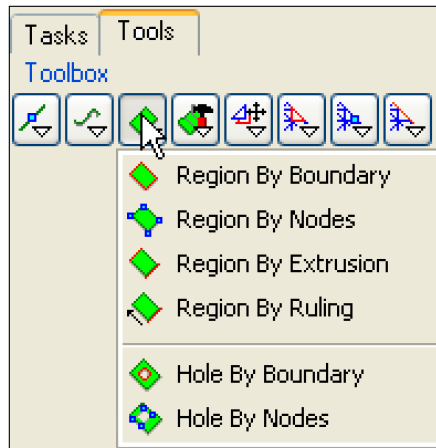 Tasks
Tools
Toolbox
Region By Boundary
Region By Nodes
Region By Extrusion
Region By Ruling
Hole By Boundary
Hole By Nodes